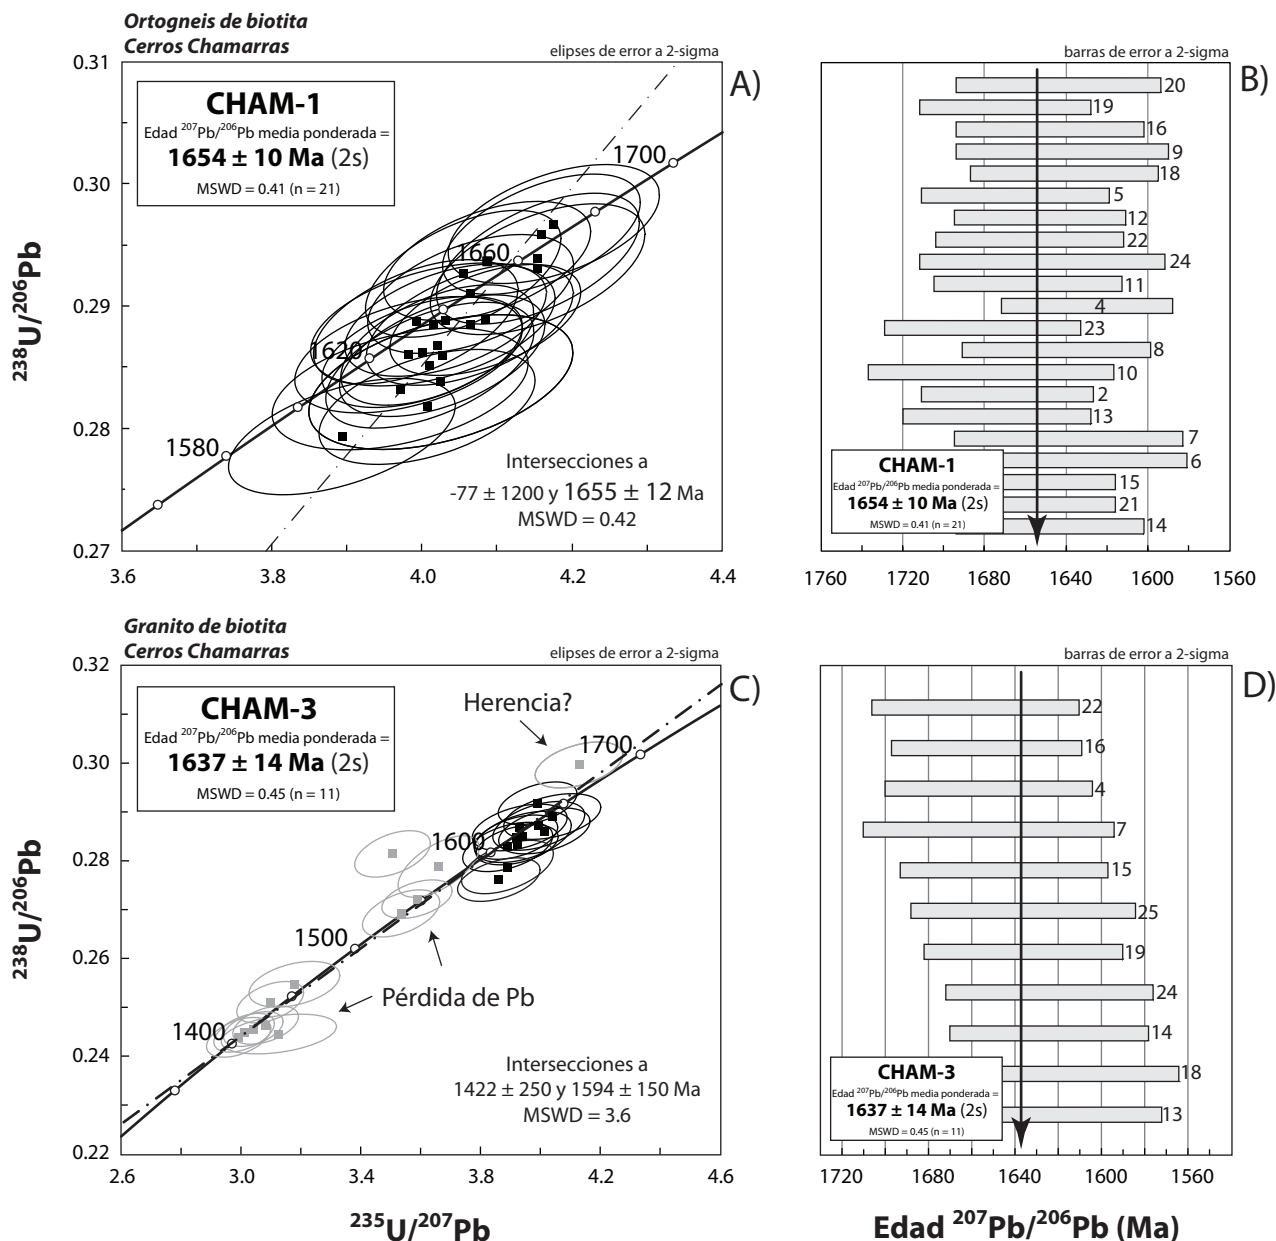 Ortogneis de biotita
Cerros Chamarras
elipses de error a 2-sigma
A)
CHAM-1
Edad ²⁰⁷Pb/²⁰⁶Pb media ponderada =
1654 ± 10 Ma (2s)
MSWD = 0.41 (n = 21)
1700
1660
1620
1580
Intersecciones a
-77 ± 1200 y 1655 ± 12 Ma
MSWD = 0.42
0.31
0.30
0.29
0.28
0.27
²³⁸U/²⁰⁶Pb
3.6 3.8 4.0 4.2 4.4
barras de error a 2-sigma
B)
20
19
16
9
18
5
12
22
24
11
4
23
8
10
2
13
7
6
15
21
14
CHAM-1
Edad ²⁰⁷Pb/²⁰⁶Pb media ponderada =
1654 ± 10 Ma (2s)
MSWD = 0.41 (n = 21)
1760 1720 1680 1640 1600 1560
Granito de biotita
Cerros Chamarras
elipses de error a 2-sigma
C)
CHAM-3
Edad ²⁰⁷Pb/²⁰⁶Pb media ponderada =
1637 ± 14 Ma (2s)
MSWD = 0.45 (n = 11)
Herencia?
1700
1600
1500
1400
Pérdida de Pb
Intersecciones a
1422 ± 250 y 1594 ± 150 Ma
MSWD = 3.6
0.32
0.30
0.28
0.26
0.24
0.22
²³⁸U/²⁰⁶Pb
2.6 3.0 3.4 3.8 4.2 4.6
²³⁵U/²⁰⁷Pb
barras de error a 2-sigma
D)
22
16
4
7
15
25
19
24
14
18
13
CHAM-3
Edad ²⁰⁷Pb/²⁰⁶Pb media ponderada =
1637 ± 14 Ma (2s)
MSWD = 0.45 (n = 11)
1720 1680 1640 1600 1560
Edad ²⁰⁷Pb/²⁰⁶Pb (Ma)